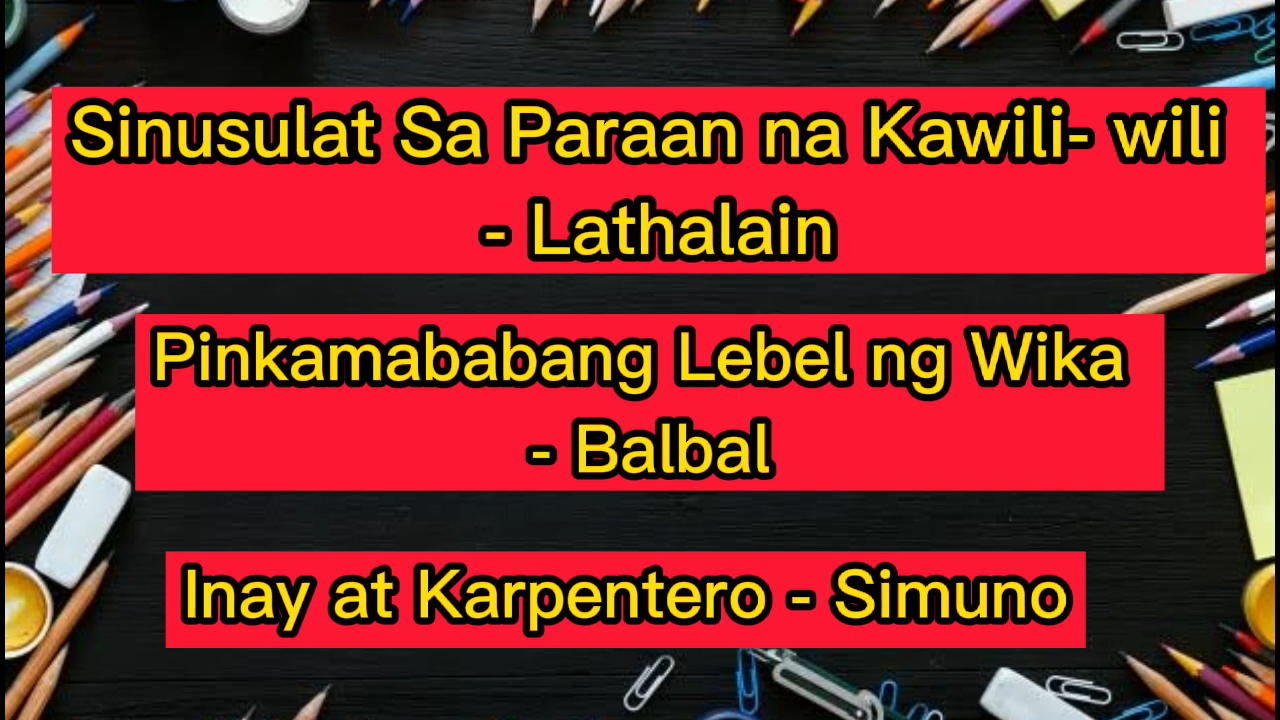 Sinusulat Sa Paraan na Kawili- wili
- Lathalain
Pinkamababang Lebel ng Wika
- Balbal
Inay at Karpentero - Simuno